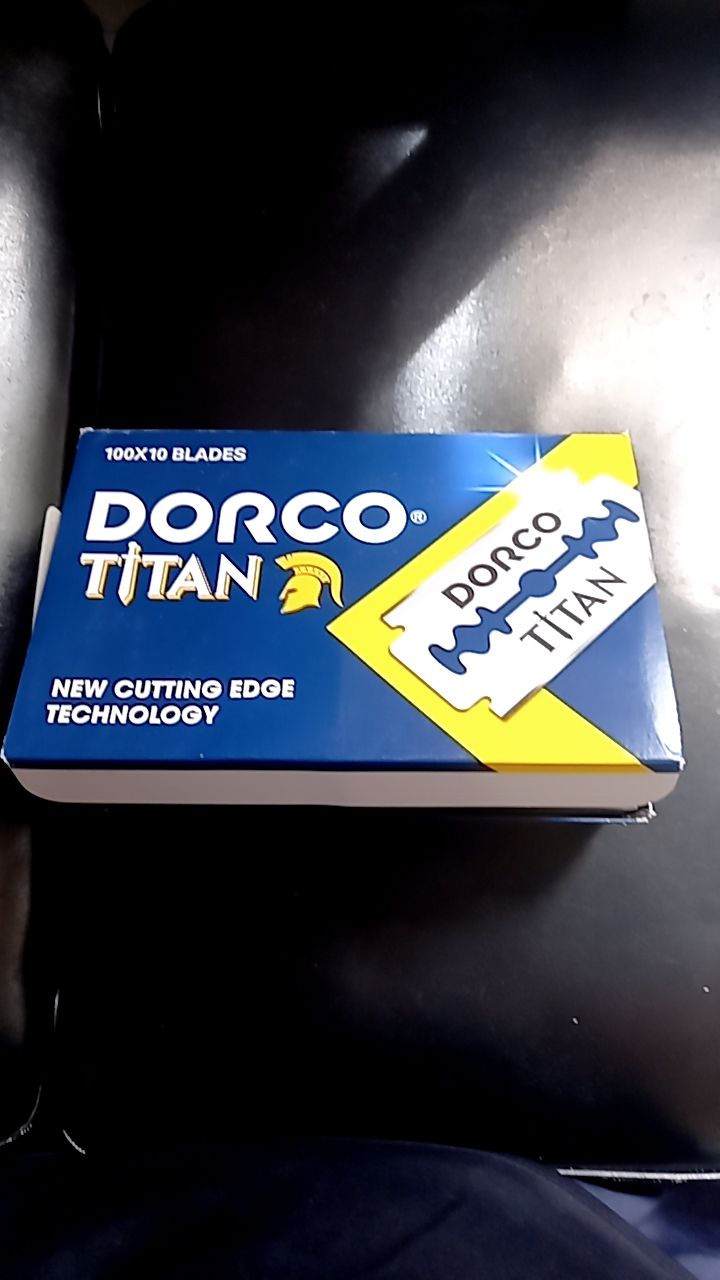 100X10 BLADES
DORCO®
TITAN
NEW CUTTING EDGE
TECHNOLOGY
DORCO
TITAN